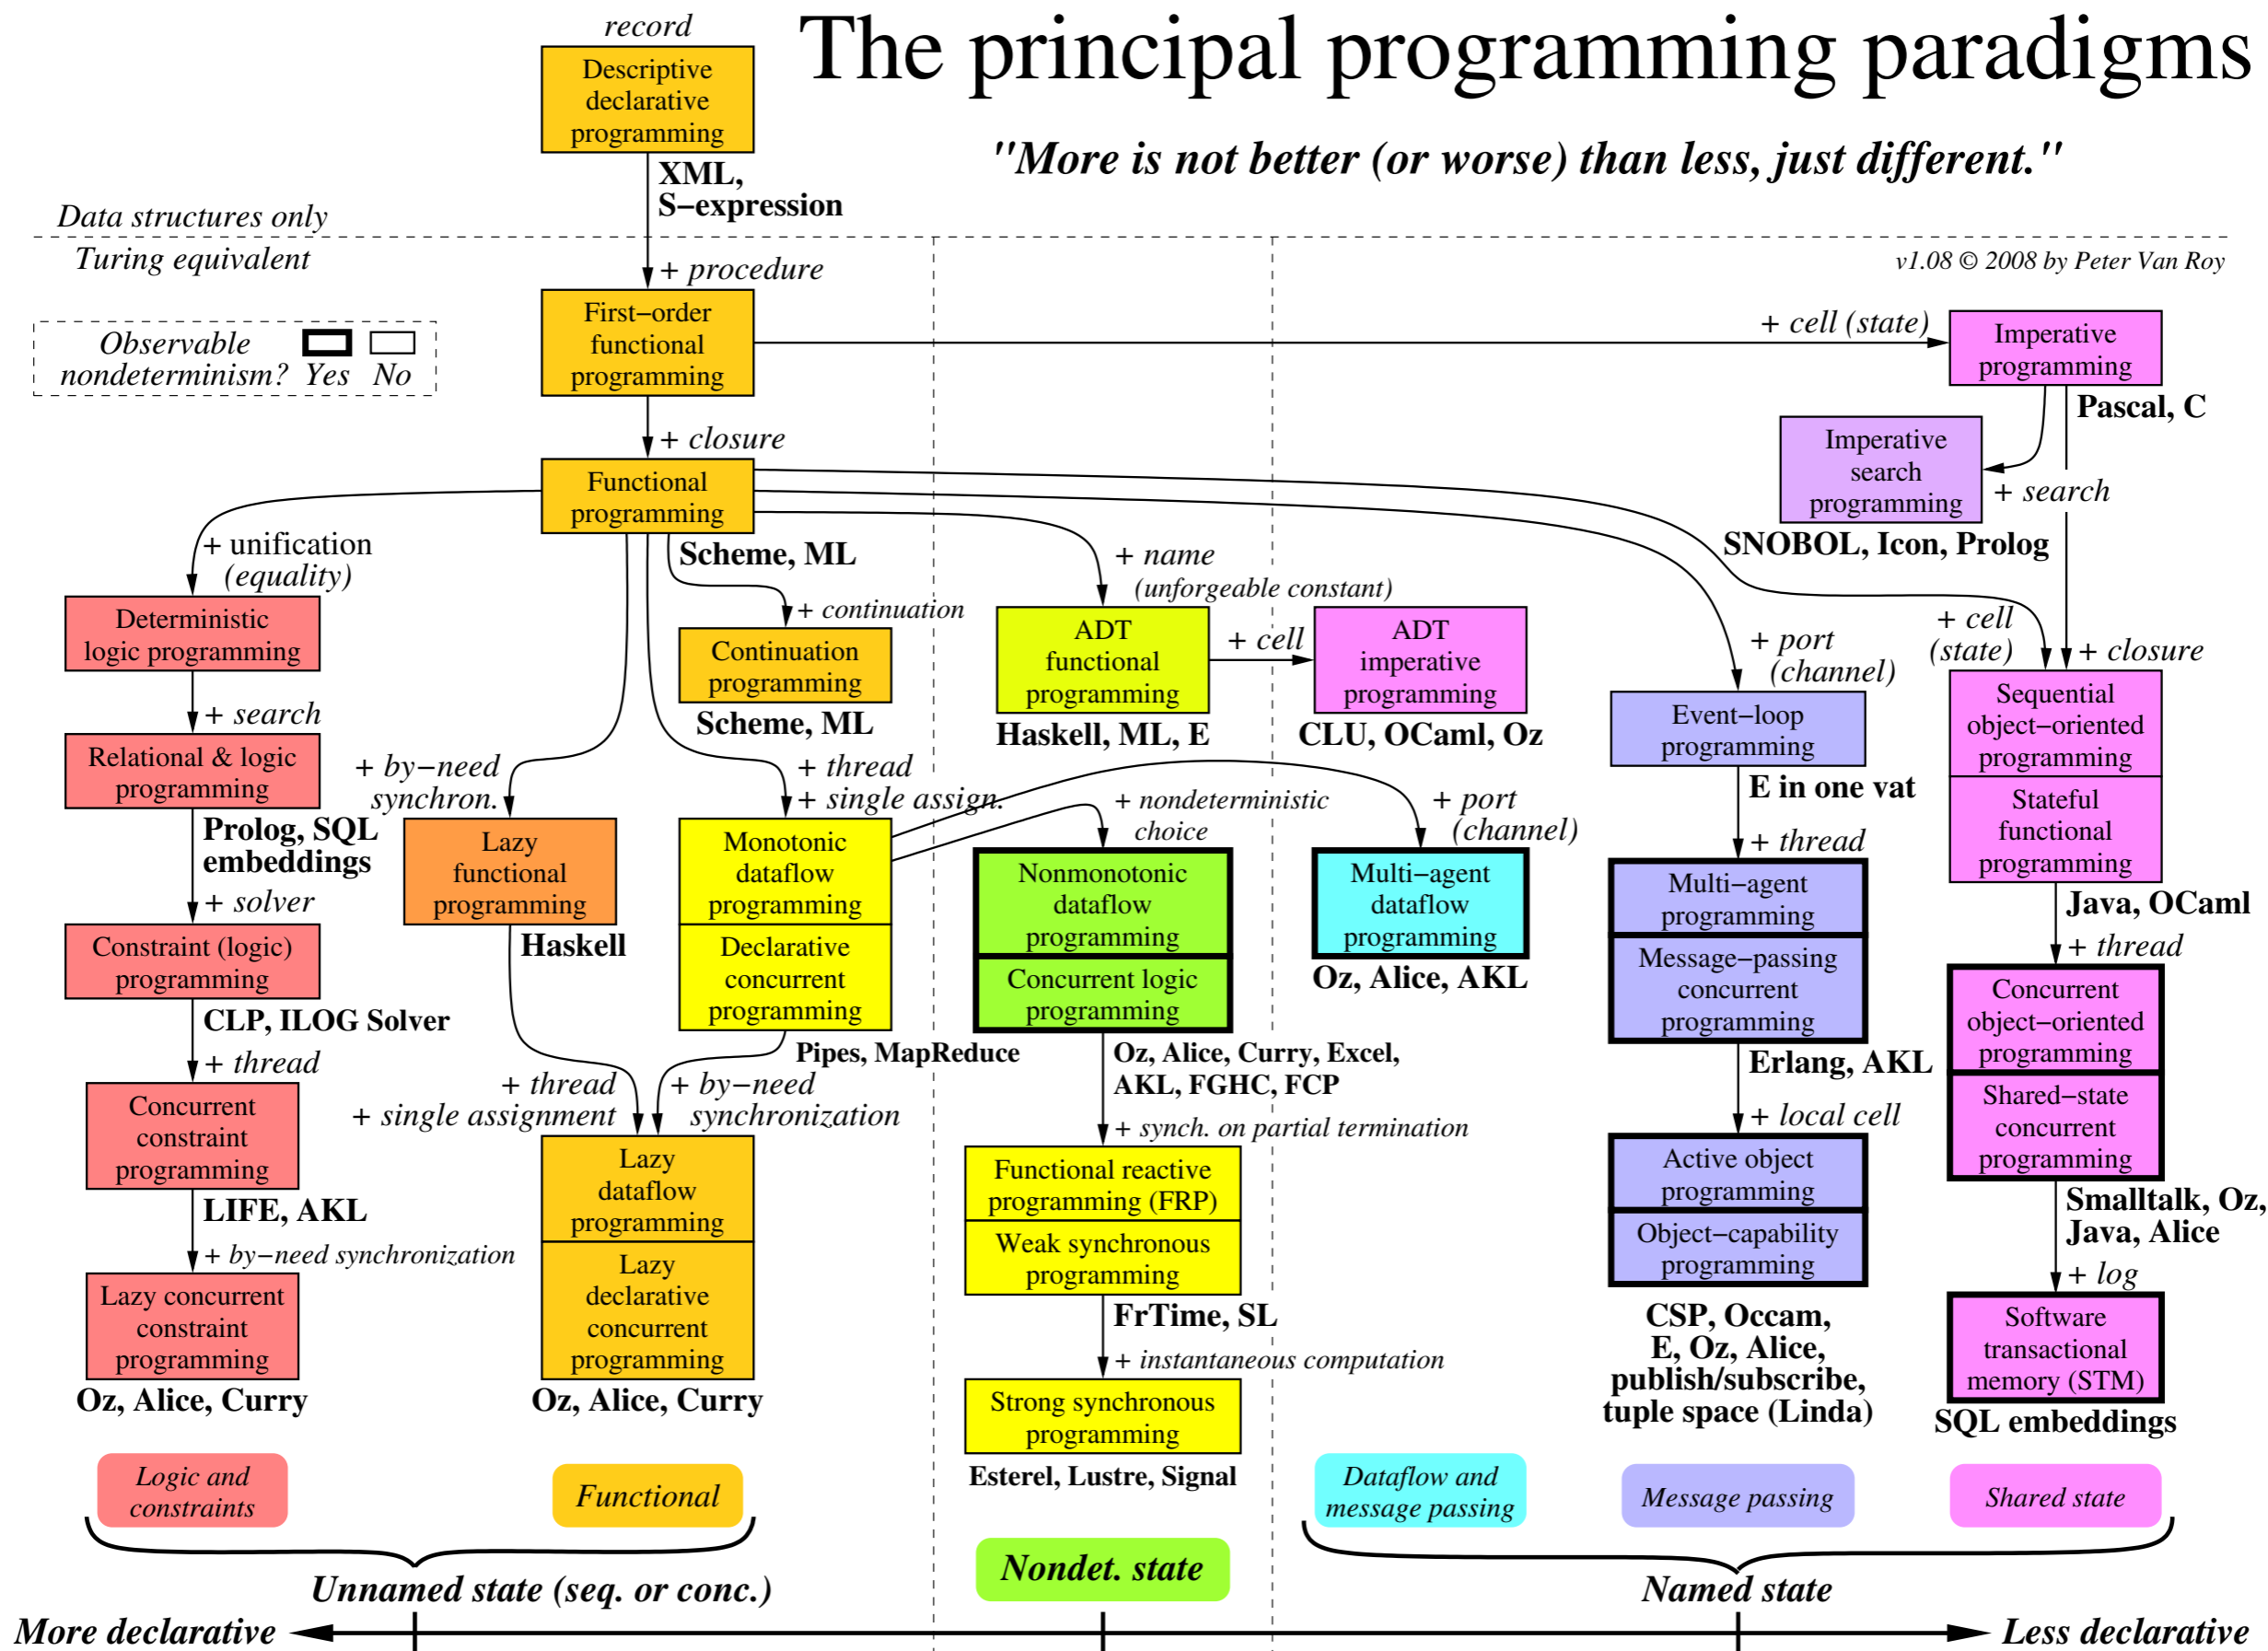 The principal programming paradigms
"More is not better (or worse) than less, just different."
record
Descriptive
declarative
programming
XML,
S−expression
Data structures only
Turing equivalent
v1.08 © 2008 by Peter Van Roy
+ procedure
Observable
nondeterminism? Yes No
First−order
functional
programming
+ cell (state)
Imperative
programming
Pascal, C
+ closure
Functional
programming
Scheme, ML
Imperative
search
programming
+ search
SNOBOL, Icon, Prolog
+ unification
(equality)
Deterministic
logic programming
+ search
Relational & logic
programming
Prolog, SQL
embeddings
+ solver
Constraint (logic)
programming
CLP, ILOG Solver
+ thread
Concurrent
constraint
programming
LIFE, AKL
+ by−need synchronization
Lazy concurrent
constraint
programming
Oz, Alice, Curry
+ continuation
Continuation
programming
Scheme, ML
+ by−need
synchron.
Lazy
functional
programming
Haskell
+ thread
+ single assign.
Monotonic
dataflow
programming
Declarative
concurrent
programming
Pipes, MapReduce
+ thread
+ single assignment
+ by−need
synchronization
Lazy
dataflow
programming
Lazy
declarative
concurrent
programming
Oz, Alice, Curry
+ name
(unforgeable constant)
ADT
functional
programming
Haskell, ML, E
+ cell
ADT
imperative
programming
CLU, OCaml, Oz
+ nondeterministic
choice
Nonmonotonic
dataflow
programming
Concurrent logic
programming
Oz, Alice, Curry, Excel,
AKL, FGHC, FCP
+ synch. on partial termination
Functional reactive
programming (FRP)
Weak synchronous
programming
FrTime, SL
+ instantaneous computation
Strong synchronous
programming
Esterel, Lustre, Signal
+ port
(channel)
Multi−agent
dataflow
programming
Oz, Alice, AKL
+ port
(channel)
Event−loop
programming
E in one vat
+ thread
Multi−agent
programming
Message−passing
concurrent
programming
Erlang, AKL
+ local cell
Active object
programming
Object−capability
programming
CSP, Occam,
E, Oz, Alice,
publish/subscribe,
tuple space (Linda)
+ cell
(state)
+ closure
Sequential
object−oriented
programming
Stateful
functional
programming
Java, OCaml
+ thread
Concurrent
object−oriented
programming
Shared−state
concurrent
programming
Smalltalk, Oz,
Java, Alice
+ log
Software
transactional
memory (STM)
SQL embeddings
Logic and
constraints
Functional
Dataflow and
message passing
Message passing
Shared state
Unnamed state (seq. or conc.)
Nondet. state
Named state
More declarative
Less declarative